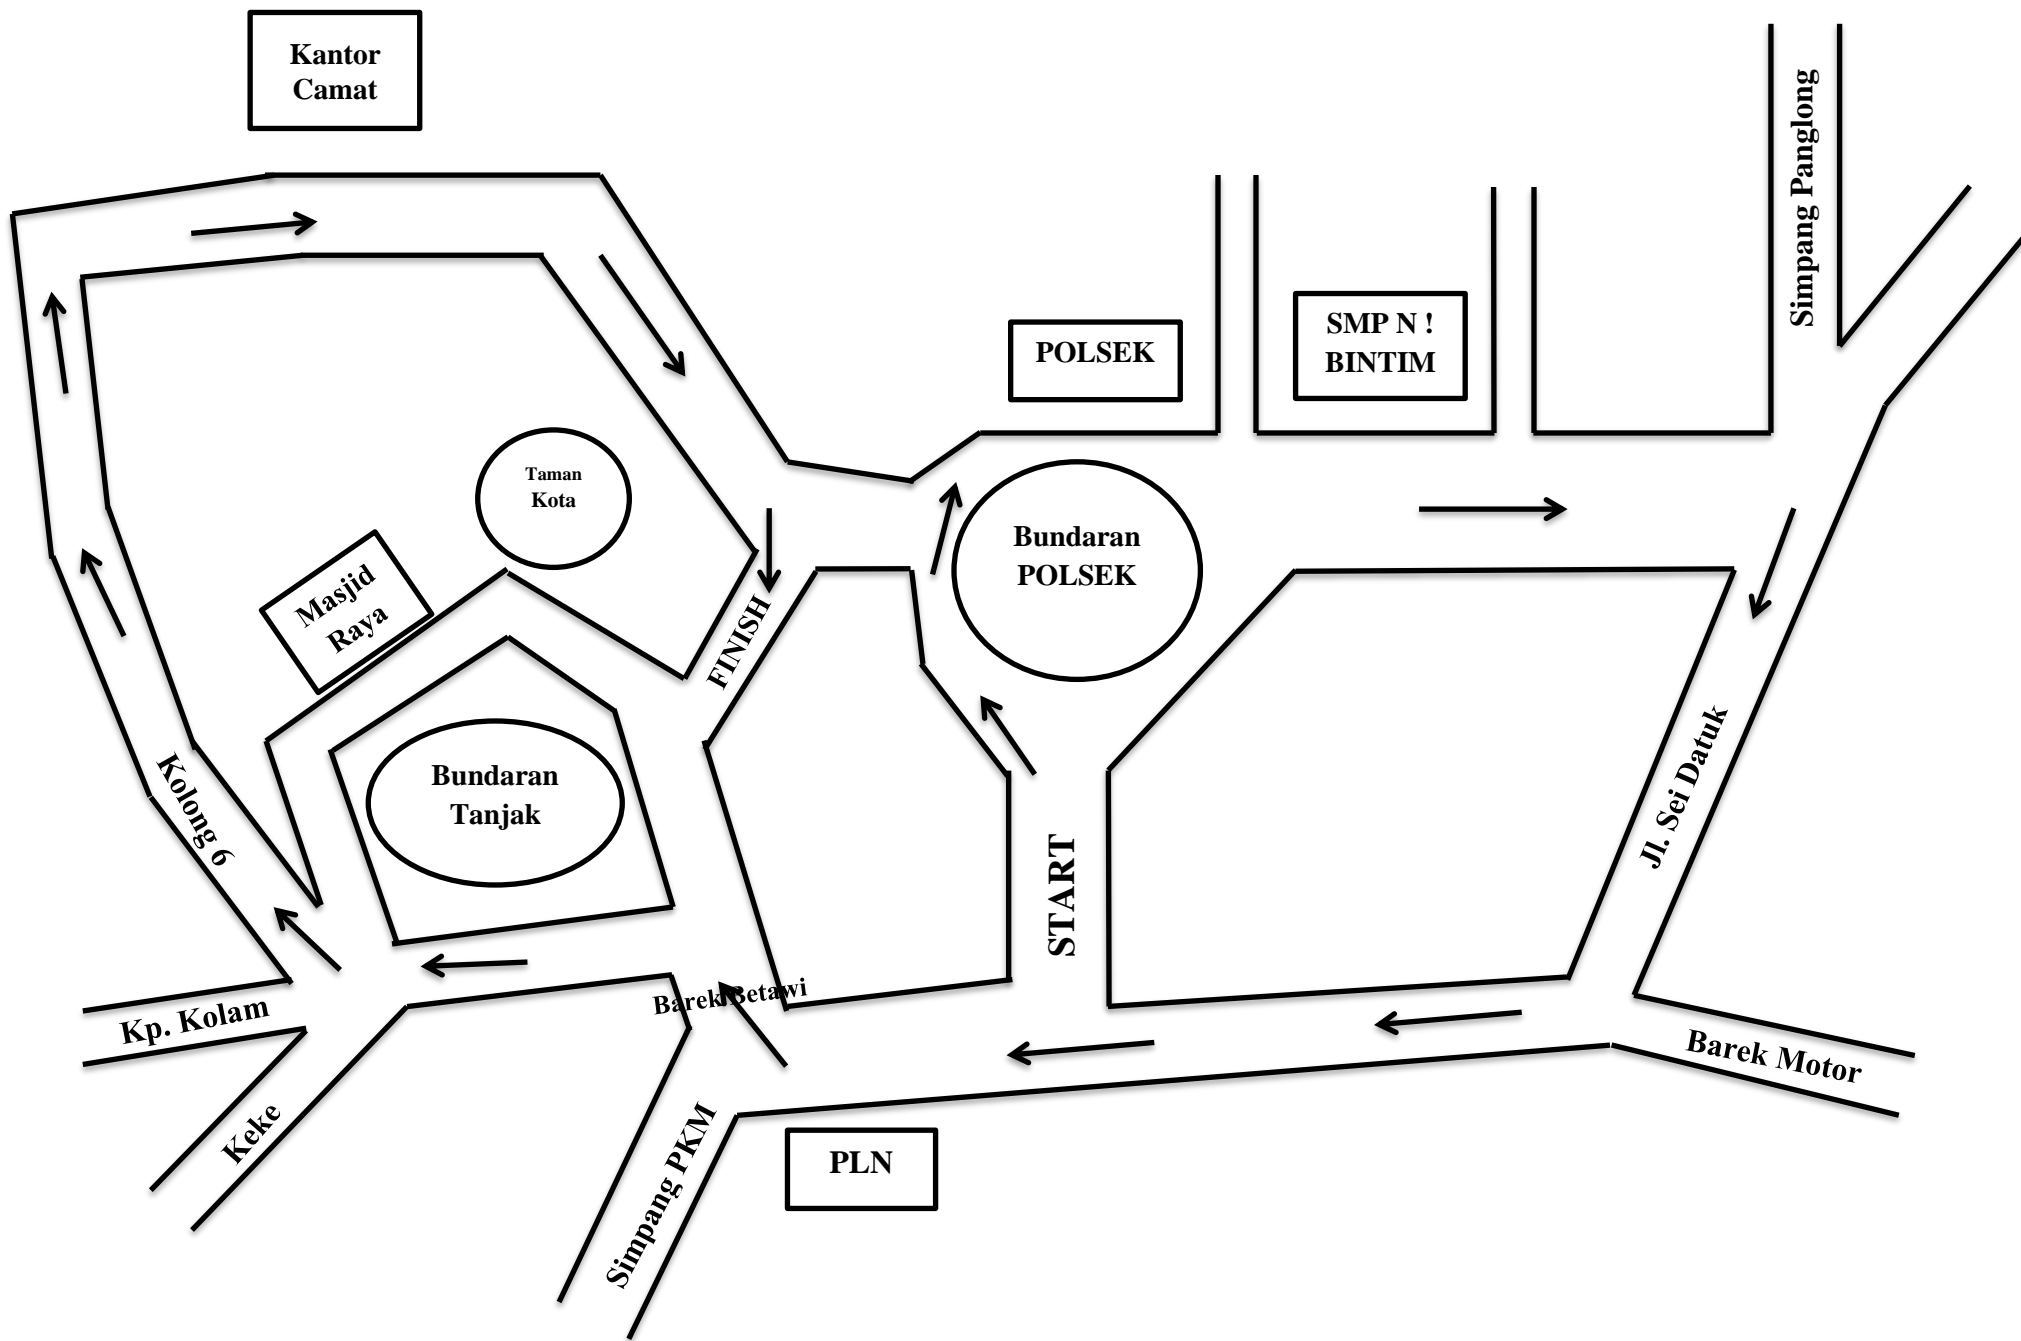 Kantor
Camat
Simpang Panglong
POLSEK
SMP N !
BINTIM
Taman
Kota
Bundaran
POLSEK
Masjid
Raya
FINISH
Kolong 6
Bundaran
Tanjak
START
Jl. Sei Datuk
Barek Betawi
Kp. Kolam
Barek Motor
Keke
Simpang PKM
PLN